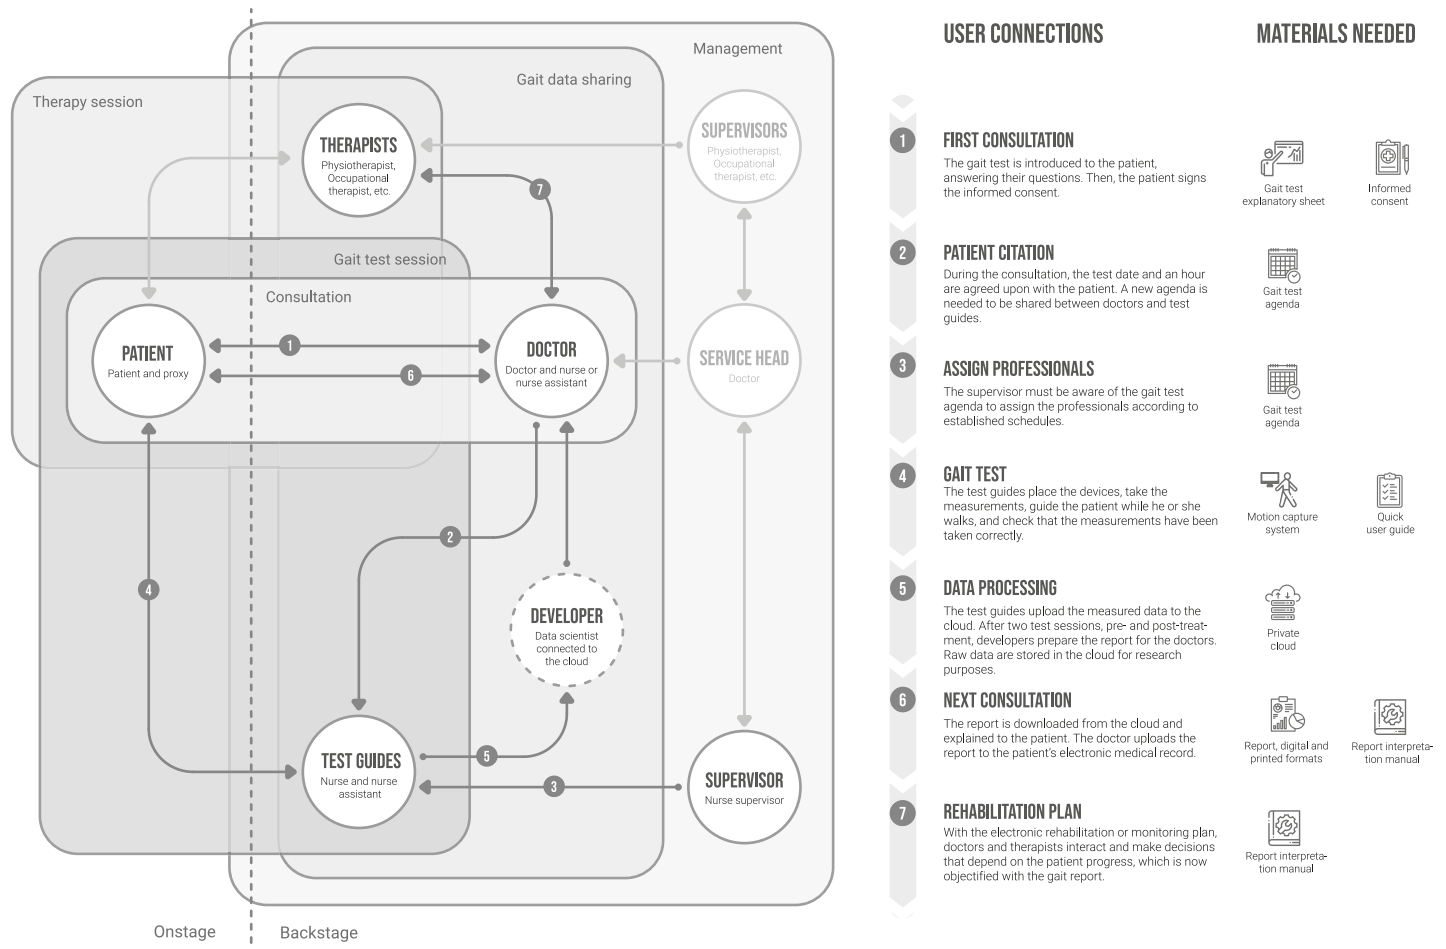 Management
Gait data sharing
Therapy session
THERAPISTS
Physiotherapist,
Occupational
therapist, etc.
SUPERVISORS
Physiotherapist,
Occupational
therapist, etc.
7
Gait test session
Consultation
PATIENT
Patient and proxy
1
6
DOCTOR
Doctor and nurse or
nurse assistant
SERVICE HEAD
Doctor
2
4
DEVELOPER
Data scientist
connected to
the cloud
TEST GUIDES
Nurse and nurse
assistant
5
3
SUPERVISOR
Nurse supervisor
Onstage
Backstage
USER CONNECTIONS
MATERIALS NEEDED
1
FIRST CONSULTATION
The gait test is introduced to the patient,
answering their questions. Then, the patient signs
the informed consent.
Gait test
explanatory sheet
Informed
consent
2
PATIENT CITATION
During the consultation, the test date and an hour
are agreed upon with the patient. A new agenda is
needed to be shared between doctors and test
guides.
Gait test
agenda
3
ASSIGN PROFESSIONALS
The supervisor must be aware of the gait test
agenda to assign the professionals according to
established schedules.
Gait test
agenda
4
GAIT TEST
The test guides place the devices, take the
measurements, guide the patient while he or she
walks, and check that the measurements have been
taken correctly.
Motion capture
system
Quick
user guide
5
DATA PROCESSING
The test guides upload the measured data to the
cloud. After two test sessions, pre- and post-treat-
ment, developers prepare the report for the doctors.
Raw data are stored in the cloud for research
purposes.
Private
cloud
6
NEXT CONSULTATION
The report is downloaded from the cloud and
explained to the patient. The doctor uploads the
report to the patient's electronic medical record.
Report, digital and
printed formats
Report interpreta-
tion manual
7
REHABILITATION PLAN
With the electronic rehabilitation or monitoring plan,
doctors and therapists interact and make decisions
that depend on the patient progress, which is now
objectified with the gait report.
Report interpreta-
tion manual